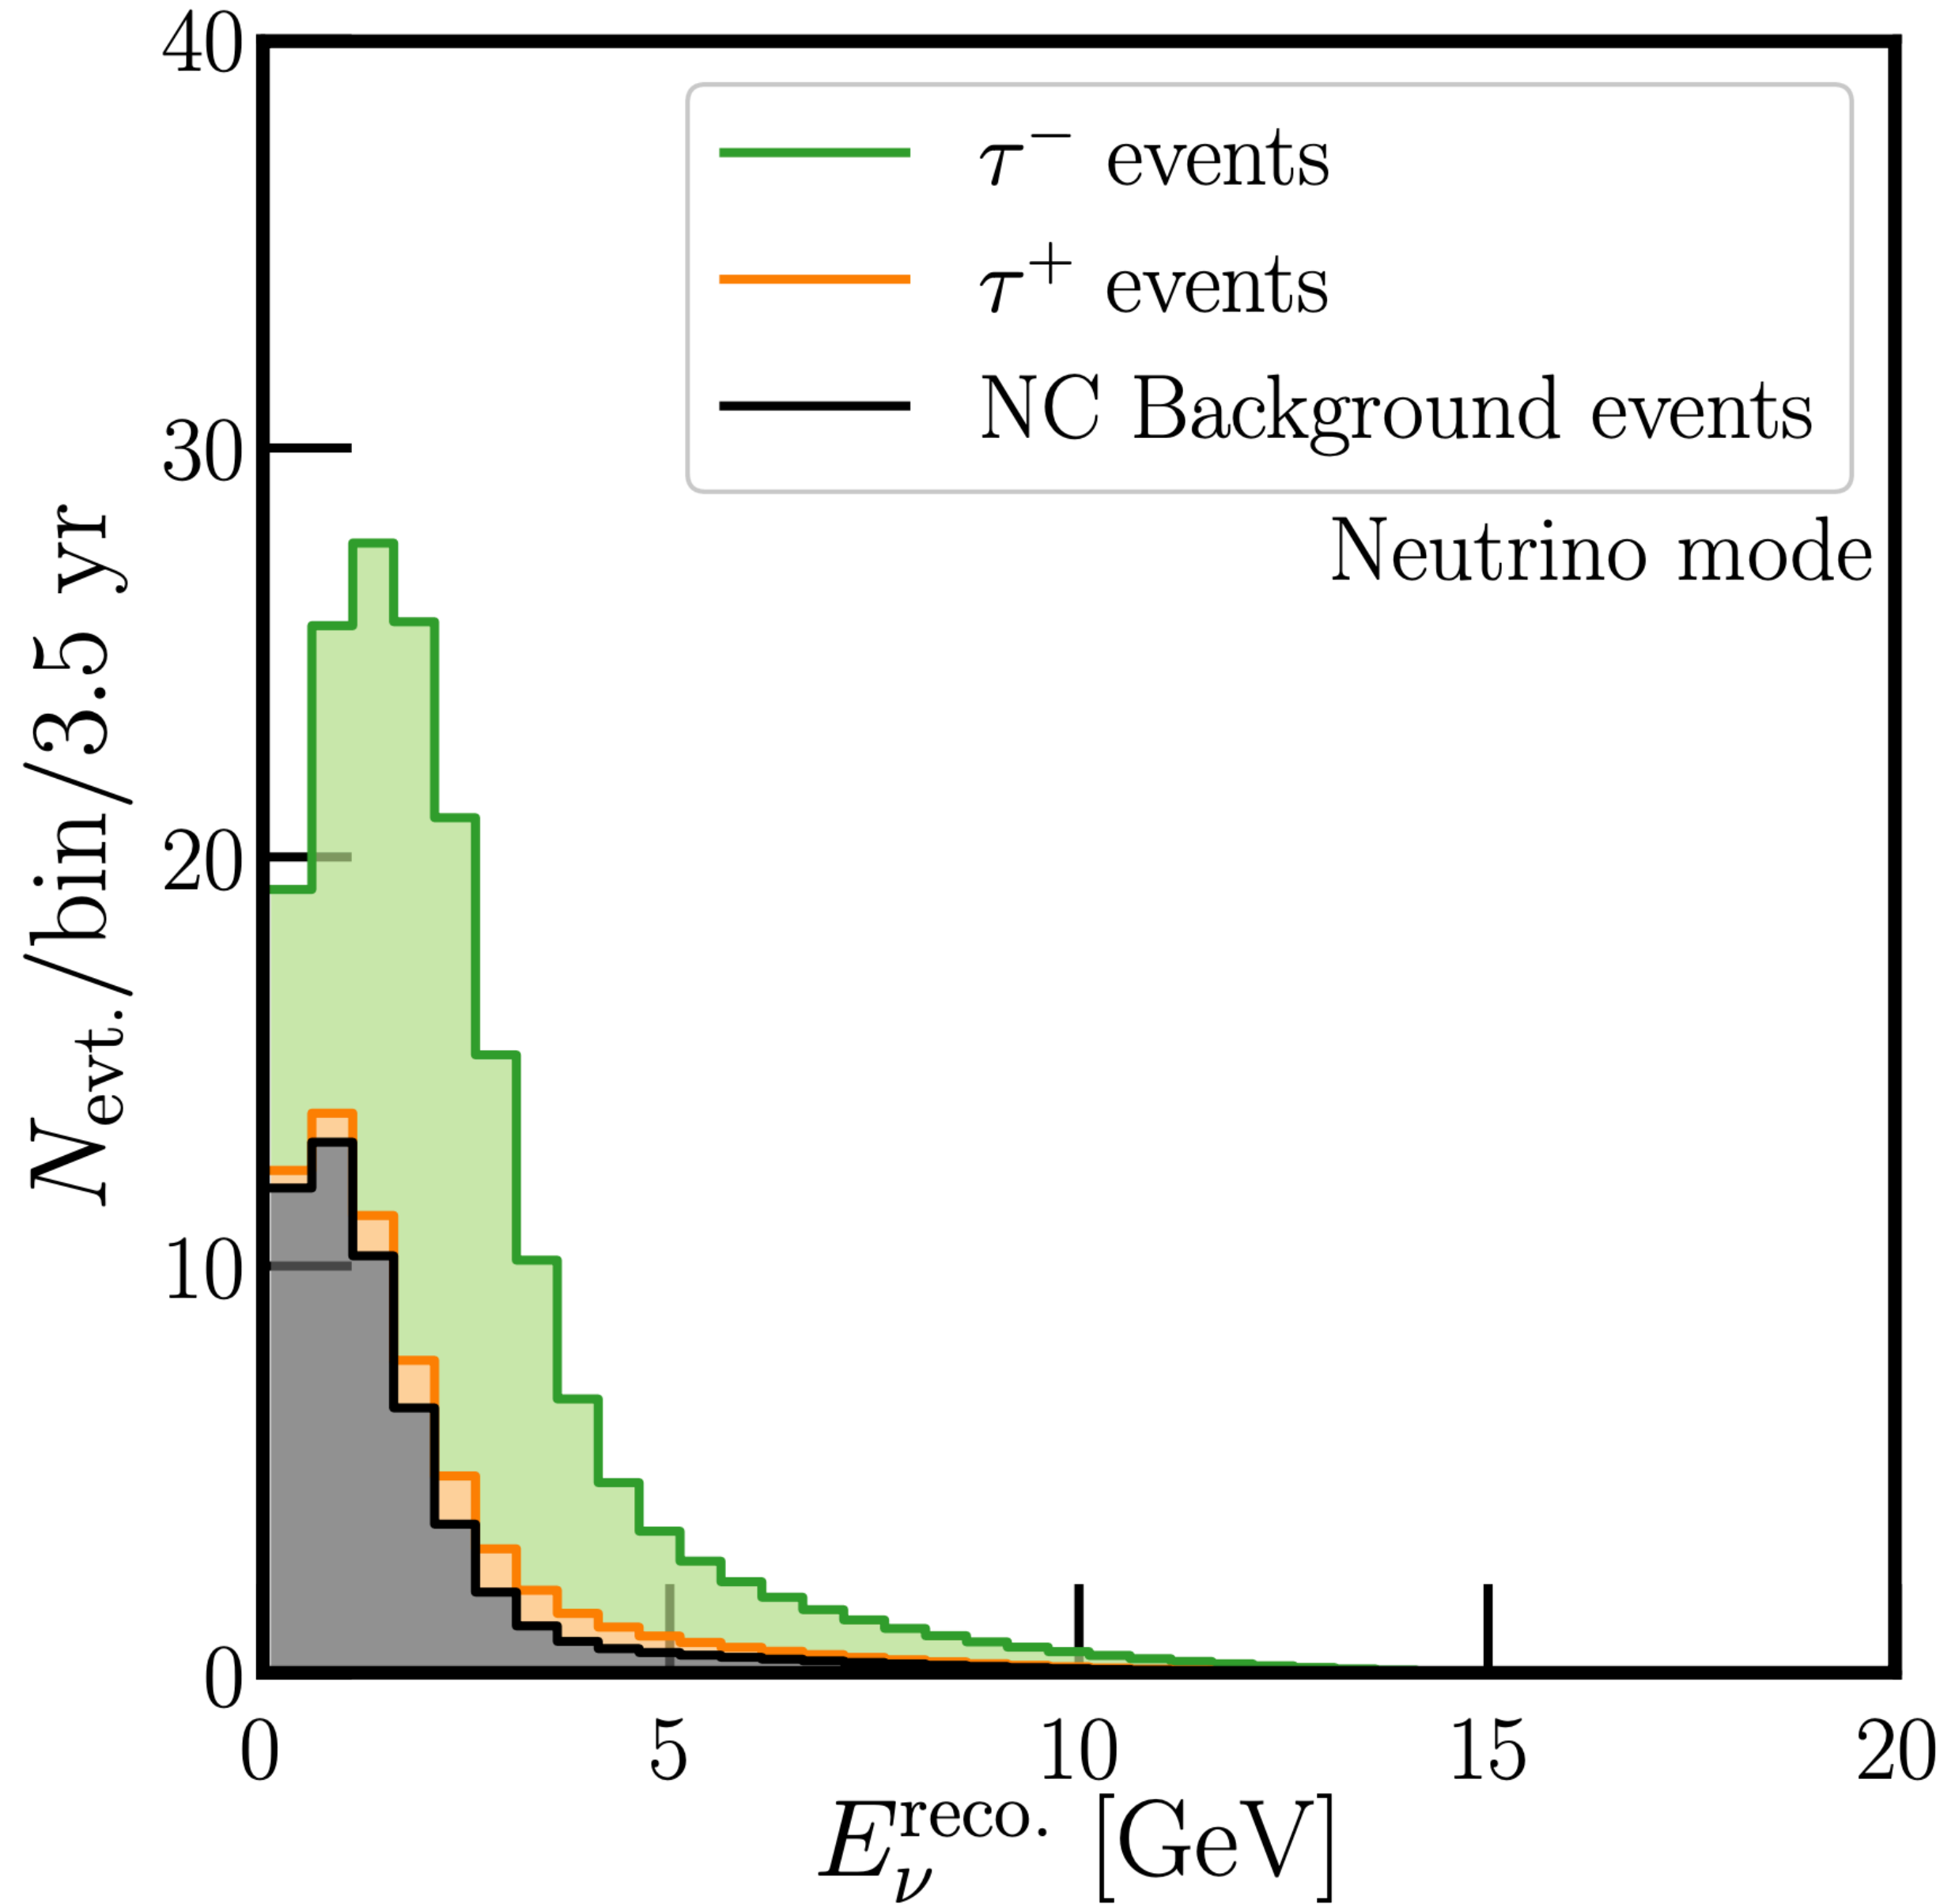 40
30
20
10
0
N_evt./bin/3.5 yr
τ⁻ events
τ⁺ events
NC Background events
Neutrino mode
0 5 10 15 20
E_ν^reco. [GeV]